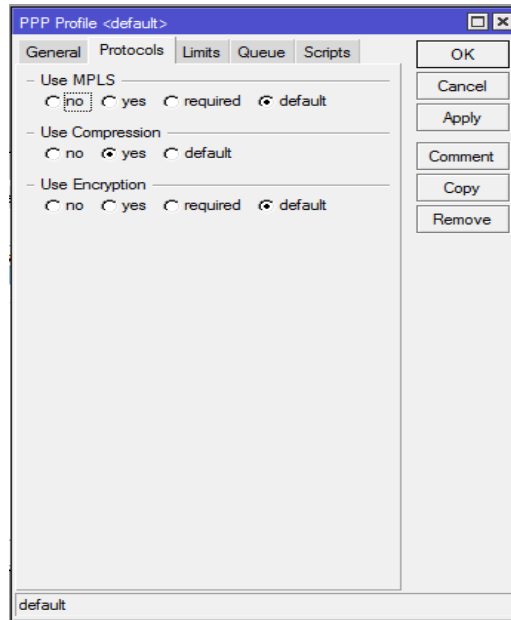 PPP Profile <default>
General Protocols Limits Queue Scripts
Use MPLS
no yes required default
Use Compression
no yes default
Use Encryption
no yes required default
OK
Cancel
Apply
Comment
Copy
Remove
default